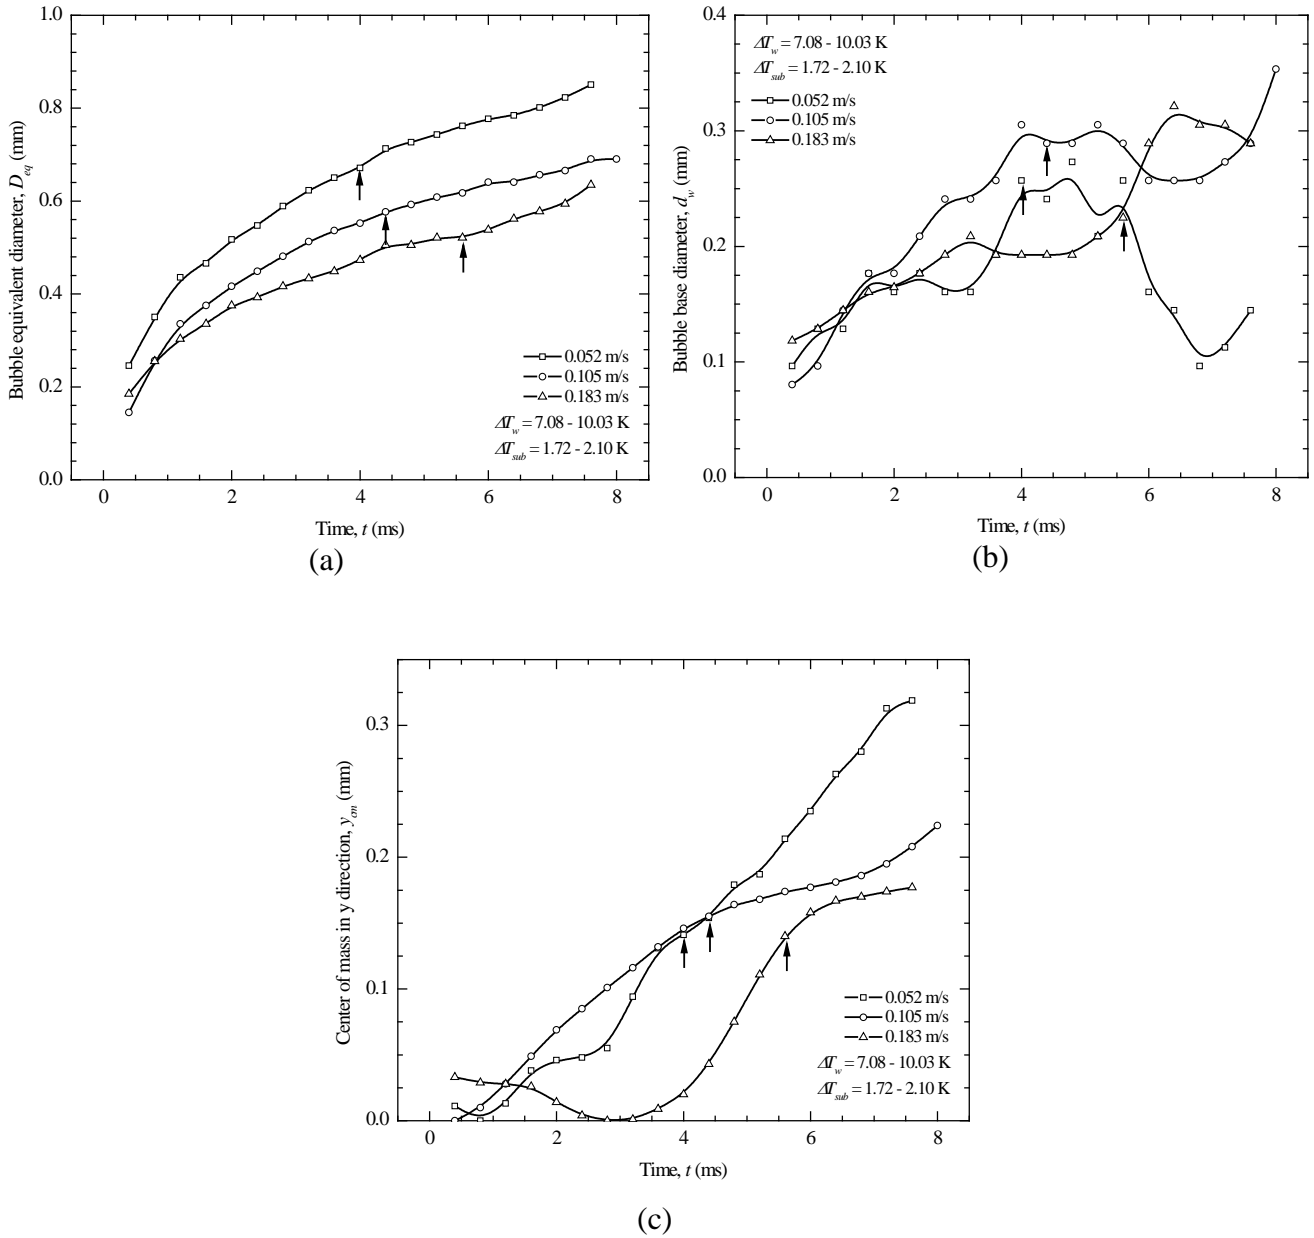 1.0
0.8
0.6
0.4
0.2
0.0
Bubble equivalent diameter, D_eq (mm)
0.052 m/s
0.105 m/s
0.183 m/s
ΔT_w = 7.08 - 10.03 K
ΔT_sub = 1.72 - 2.10 K
0 2 4 6 8
Time, t (ms)
(a)
0.4
0.3
0.2
0.1
0.0
Bubble base diameter, d_w (mm)
ΔT_w = 7.08 - 10.03 K
ΔT_sub = 1.72 - 2.10 K
0.052 m/s
0.105 m/s
0.183 m/s
0 2 4 6 8
Time, t (ms)
(b)
0.3
0.2
0.1
0.0
Center of mass in y direction, y_cm (mm)
0.052 m/s
0.105 m/s
0.183 m/s
ΔT_w = 7.08 - 10.03 K
ΔT_sub = 1.72 - 2.10 K
0 2 4 6 8
Time, t (ms)
(c)